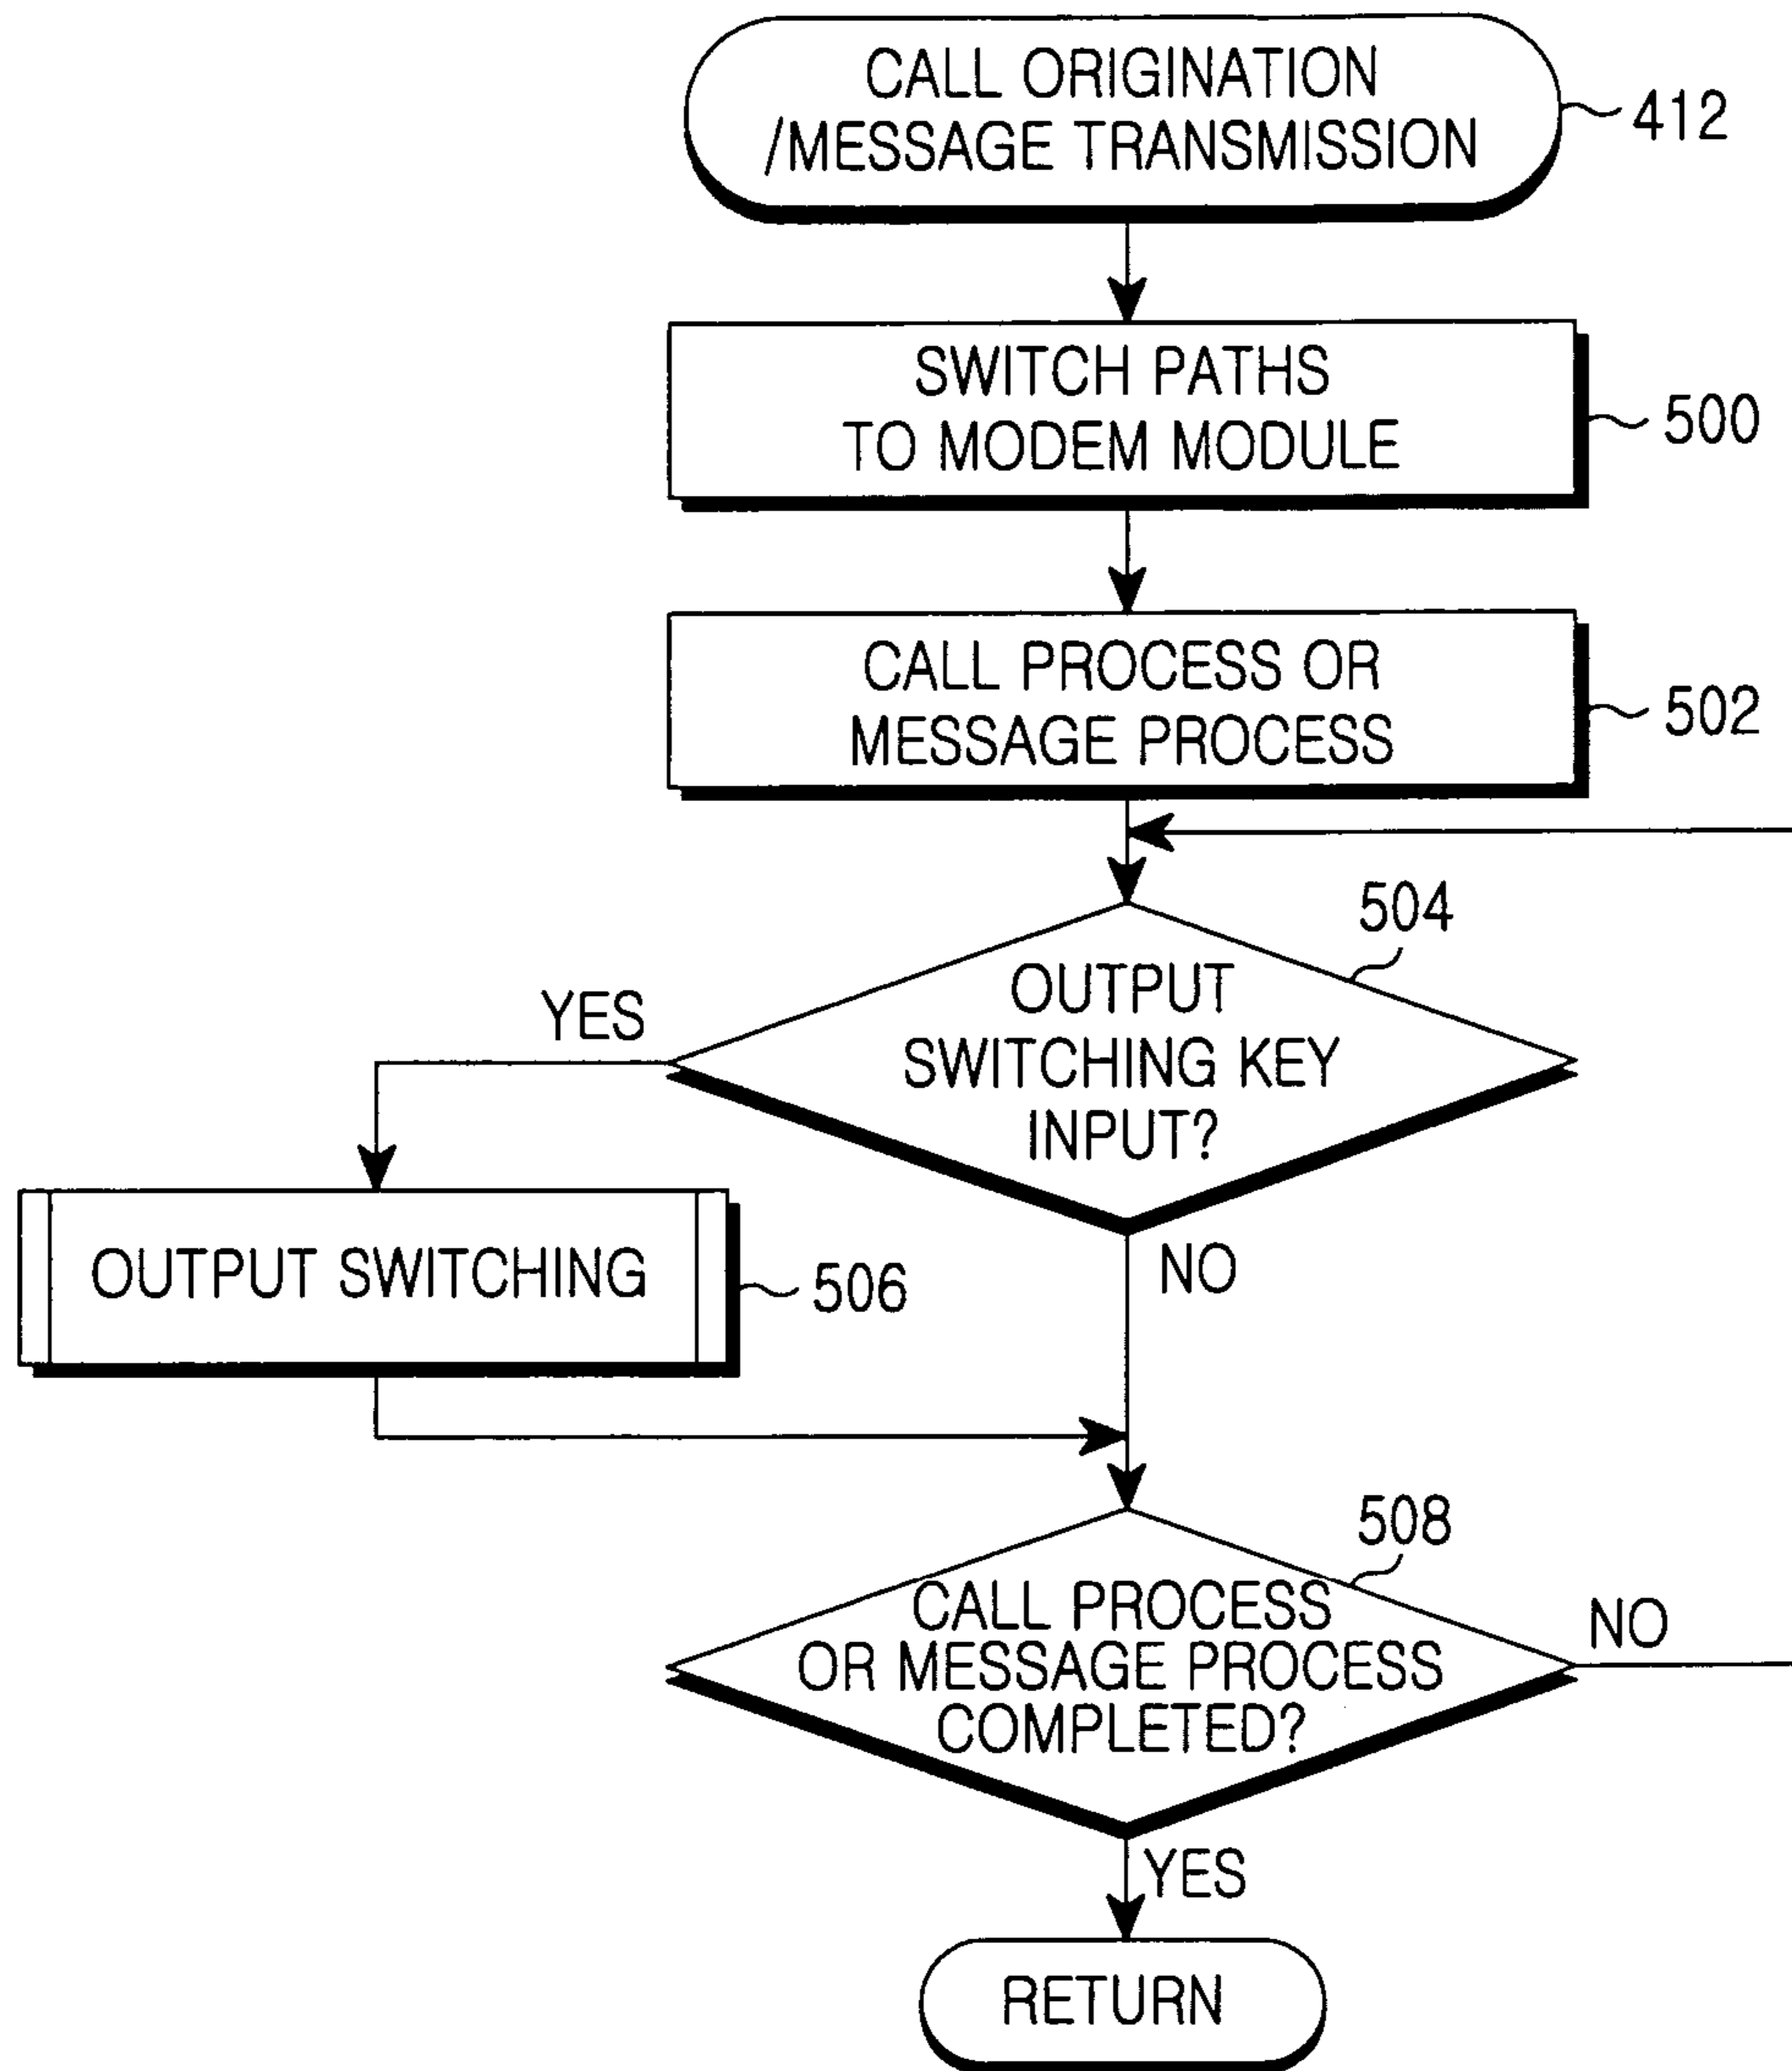 CALL ORIGINATION
/MESSAGE TRANSMISSION
412
SWITCH PATHS
TO MODEM MODULE
500
CALL PROCESS OR
MESSAGE PROCESS
502
504
OUTPUT
SWITCHING KEY
INPUT?
YES
NO
OUTPUT SWITCHING
506
508
CALL PROCESS
OR MESSAGE PROCESS
COMPLETED?
NO
YES
RETURN